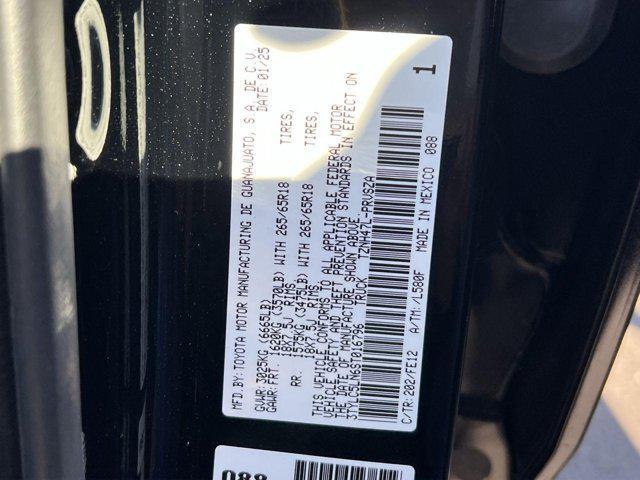 MFD.BY:TOYOTA MOTOR MANUFACTURING DE GUANAJUATO, S.A. DE C.V.
DATE:01/25
GVWR:3025KG (6665LB)
GAWR:FRT. 1620KG (3570LB) WITH 265/65R18 TIRES,
18X7.5J RIMS,
RR. 1575KG (3475LB) WITH 265/65R18 TIRES,
18X7.5J RIMS,
THIS VEHICLE CONFORMS TO ALL APPLICABLE FEDERAL MOTOR
VEHICLE SAFETY AND THEFT PREVENTION STANDARDS IN EFFECT ON
THE DATE OF MANUFACTURE SHOWN ABOVE.
3TYLC5LN6ST016796 TRUCK TZNH47L-PRVSZA
C/TR:202/FE12 A/TM:/L580F MADE IN MEXICO 088
1
088